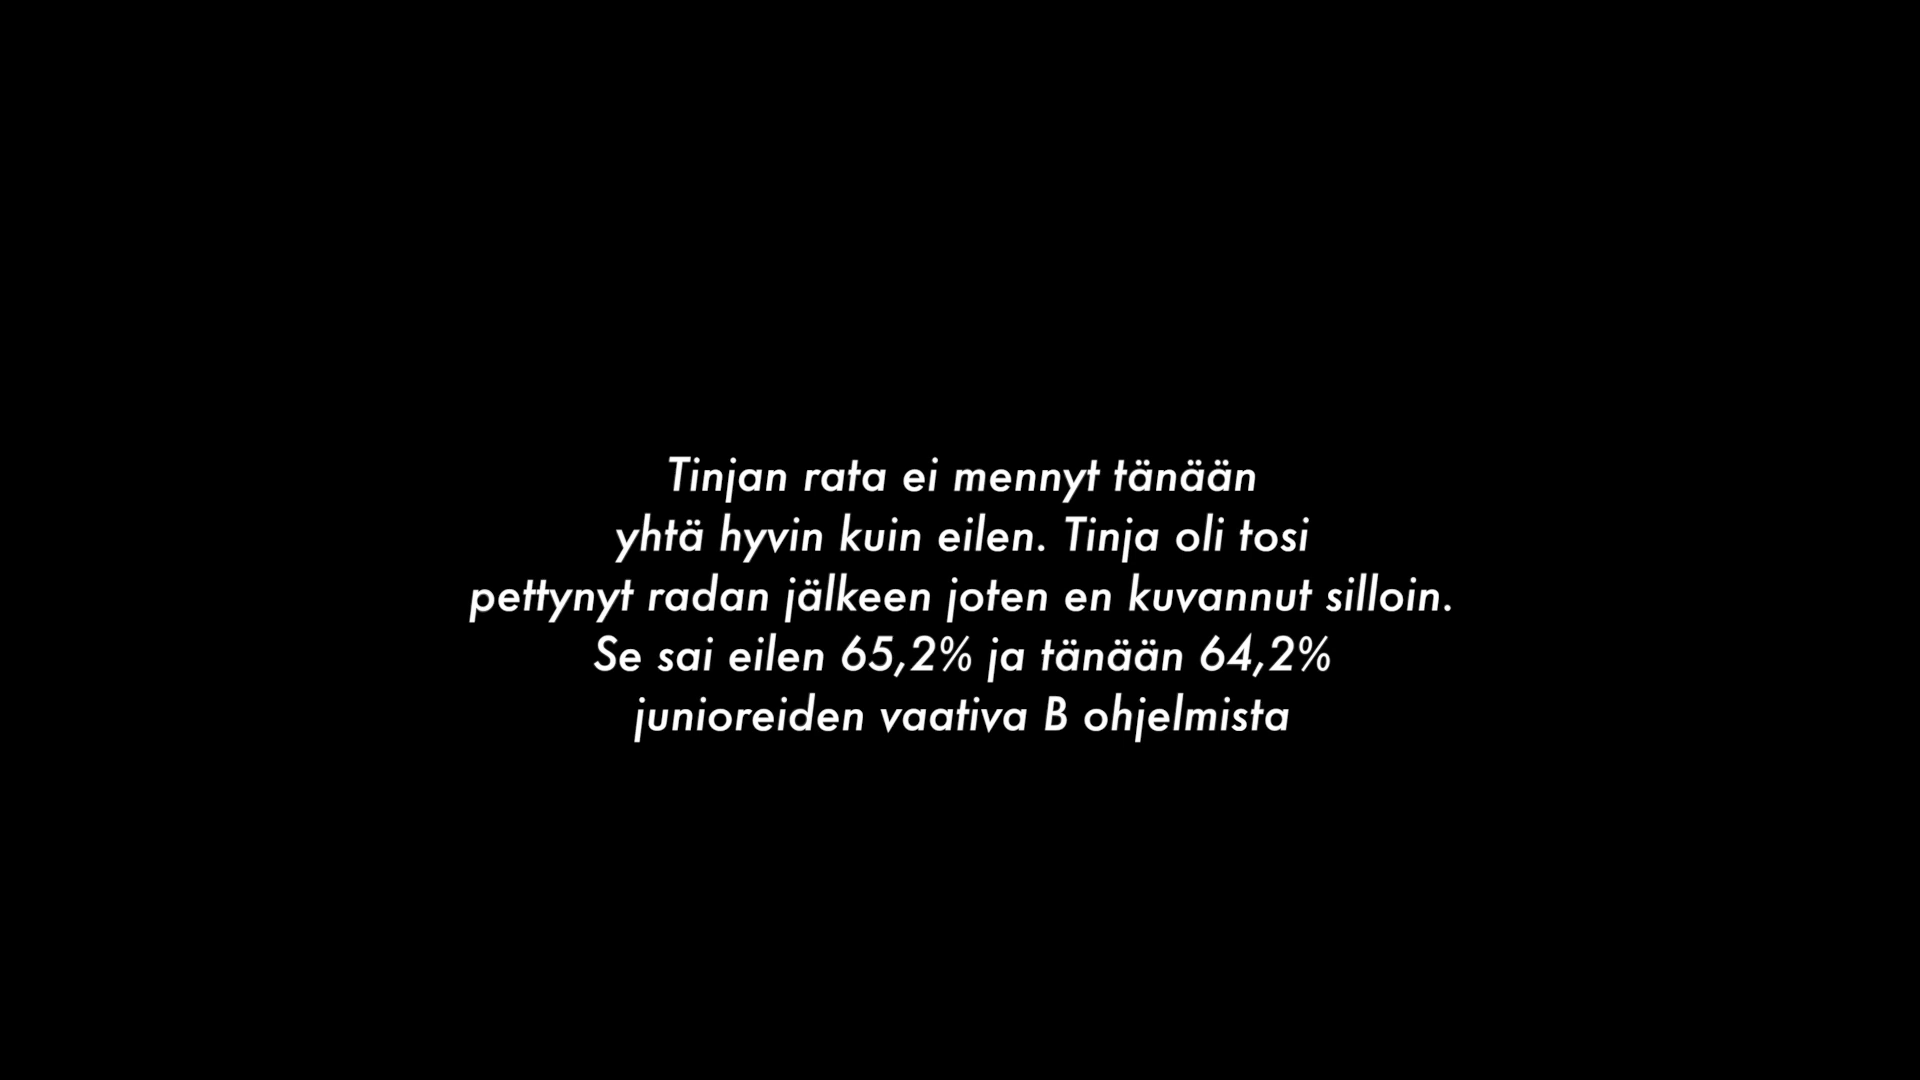 Tinjan rata ei mennyt tänään
yhtä hyvin kuin eilen. Tinja oli tosi
pettynyt radan jälkeen joten en kuvannut silloin.
Se sai eilen 65,2% ja tänään 64,2%
junioreiden vaativa B ohjelmista